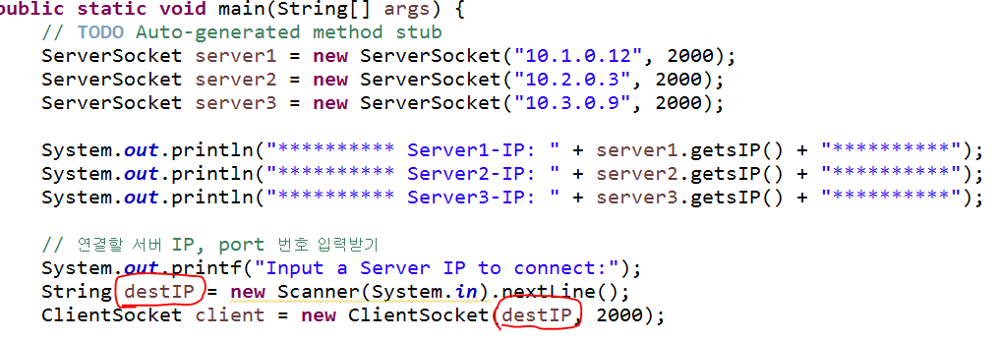 public static void main(String[] args) {
// TODO Auto-generated method stub
ServerSocket server1 = new ServerSocket("10.1.0.12", 2000);
ServerSocket server2 = new ServerSocket("10.2.0.3", 2000);
ServerSocket server3 = new ServerSocket("10.3.0.9", 2000);
System.out.println("********** Server1-IP: " + server1.getsIP() + "**********");
System.out.println("********** Server2-IP: " + server2.getsIP() + "**********");
System.out.println("********** Server3-IP: " + server3.getsIP() + "**********");
// 연결할 서버 IP, port 번호 입력받기
System.out.printf("Input a Server IP to connect:");
String destIP = new Scanner(System.in).nextLine();
ClientSocket client = new ClientSocket(destIP, 2000);